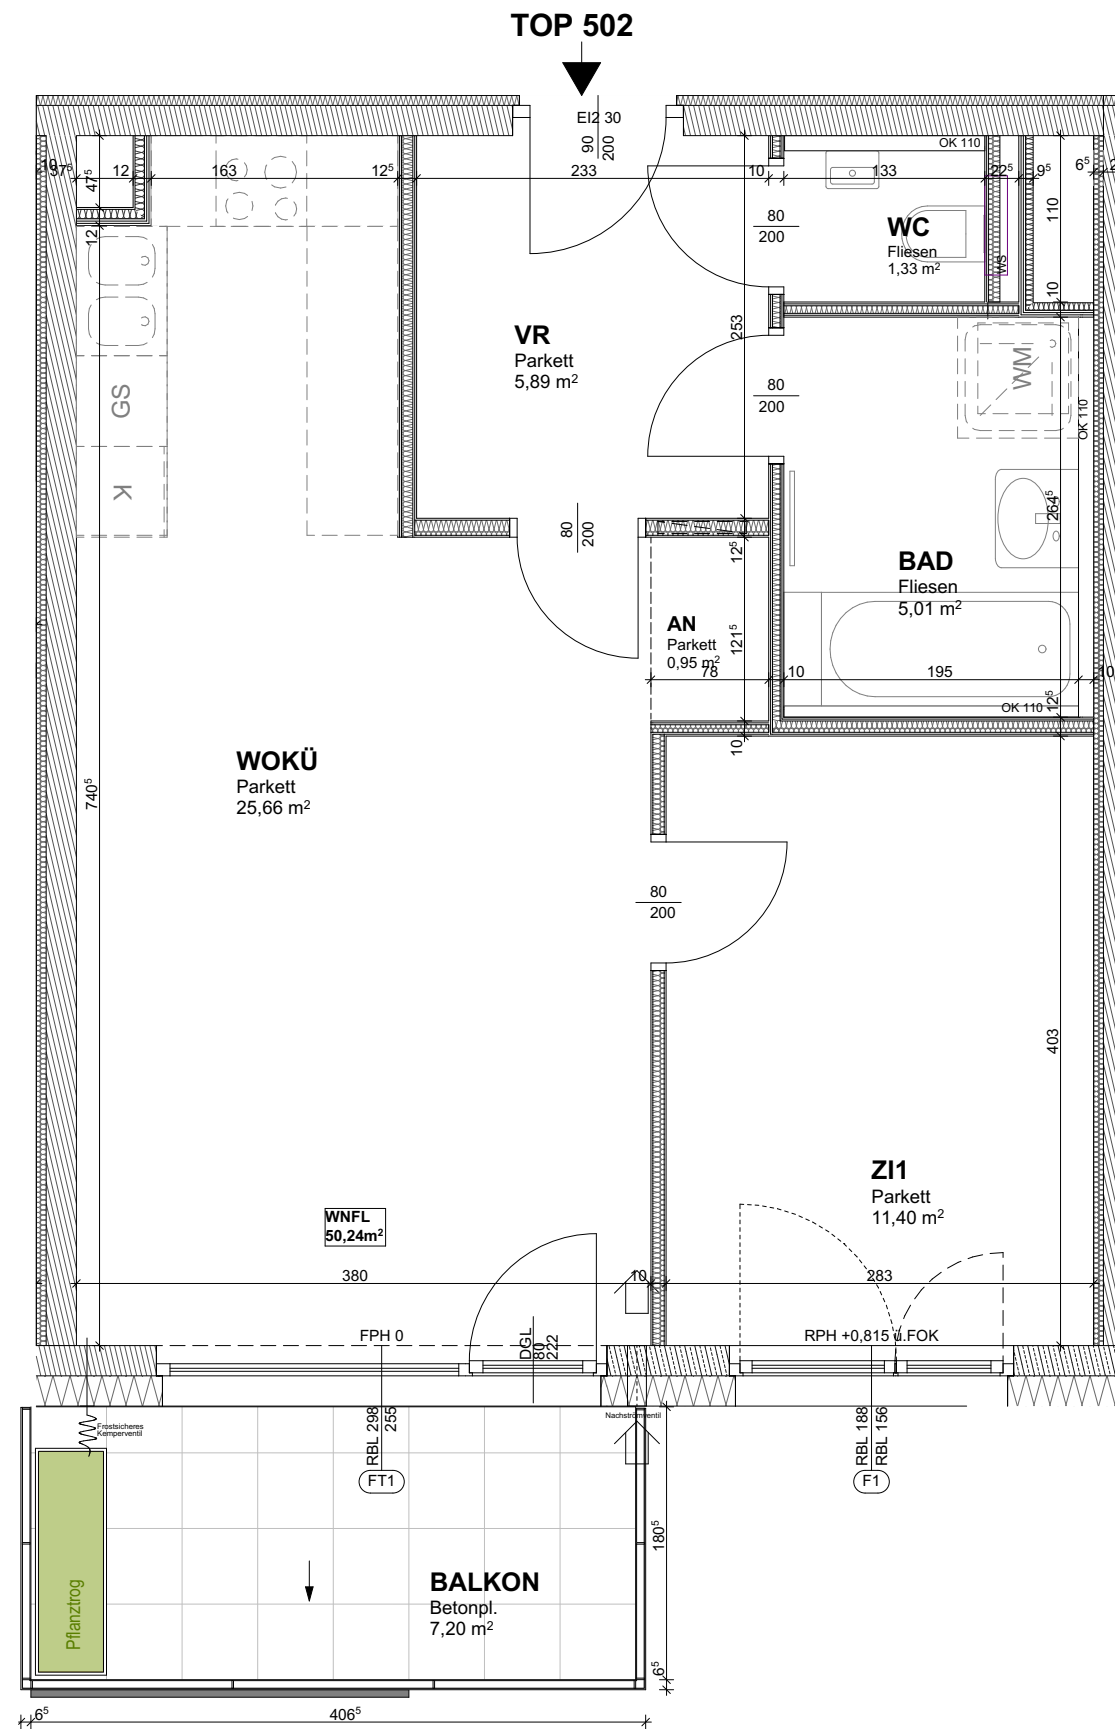 TOP 502
EI2 30
90
200
OK 110
10
37⁵
12
163
12⁵
233
10
133
22⁵
9⁵
6⁵
2
47⁵
12
80
200
WC
Fliesen
1,33 m²
WS
110
10
VR
Parkett
5,89 m²
253
80
200
WM
OK 110
GS
K
80
200
12⁵
264⁵
BAD
Fliesen
5,01 m²
AN
Parkett
0,95 m²
121⁵
78
10
195
10
OK 110
12⁵
10
WOKÜ
Parkett
25,66 m²
740⁵
80
200
403
ZI1
Parkett
11,40 m²
WNFL
50,24m²
380
10
283
FPH 0
DGL
80
222
RPH +0,815 ü.FOK
Frostsicheres
Kemperventil
Nachströmventil
RBL 298
255
RBL 188
RBL 156
FT1
F1
180⁵
Pflanztrog
BALKON
Betonpl.
7,20 m²
6⁵
6⁵
406⁵